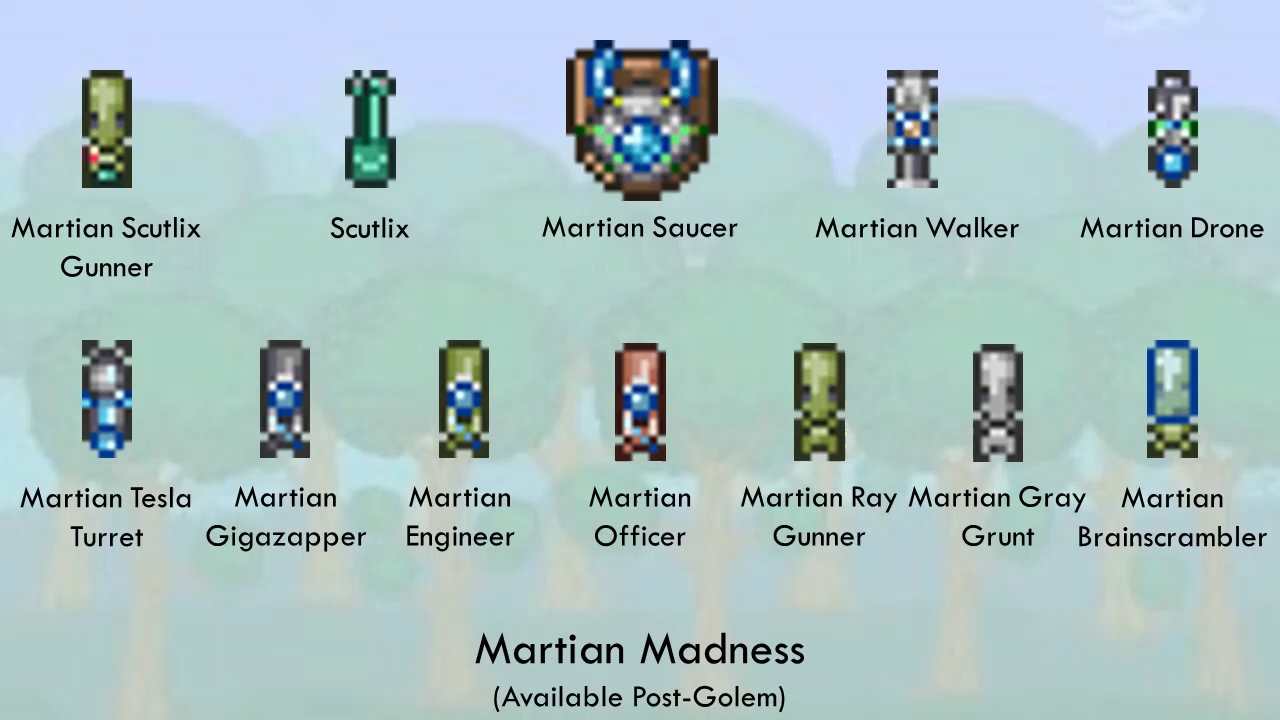 Martian Scutlix
Gunner
Scutlix
Martian Saucer
Martian Walker
Martian Drone
Martian Tesla
Turret
Martian
Gigazapper
Martian
Engineer
Martian
Officer
Martian Ray
Gunner
Martian Gray
Grunt
Martian
Brainscrambler
Martian Madness
(Available Post-Golem)